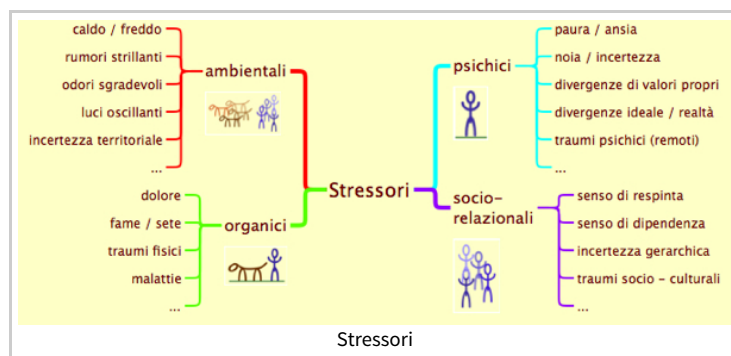 caldo / freddo
rumori strillanti
odori sgradevoli
luci oscillanti
incertezza territoriale
...
ambientali
dolore
fame / sete
traumi fisici
malattie
...
organici
Stressori
psichici
paura / ansia
noia / incertezza
divergenze di valori propri
divergenze ideale / realtà
traumi psichici (remoti)
...
socio-
relazionali
senso di respinta
senso di dipendenza
incertezza gerarchica
traumi socio - culturali
...
Stressori